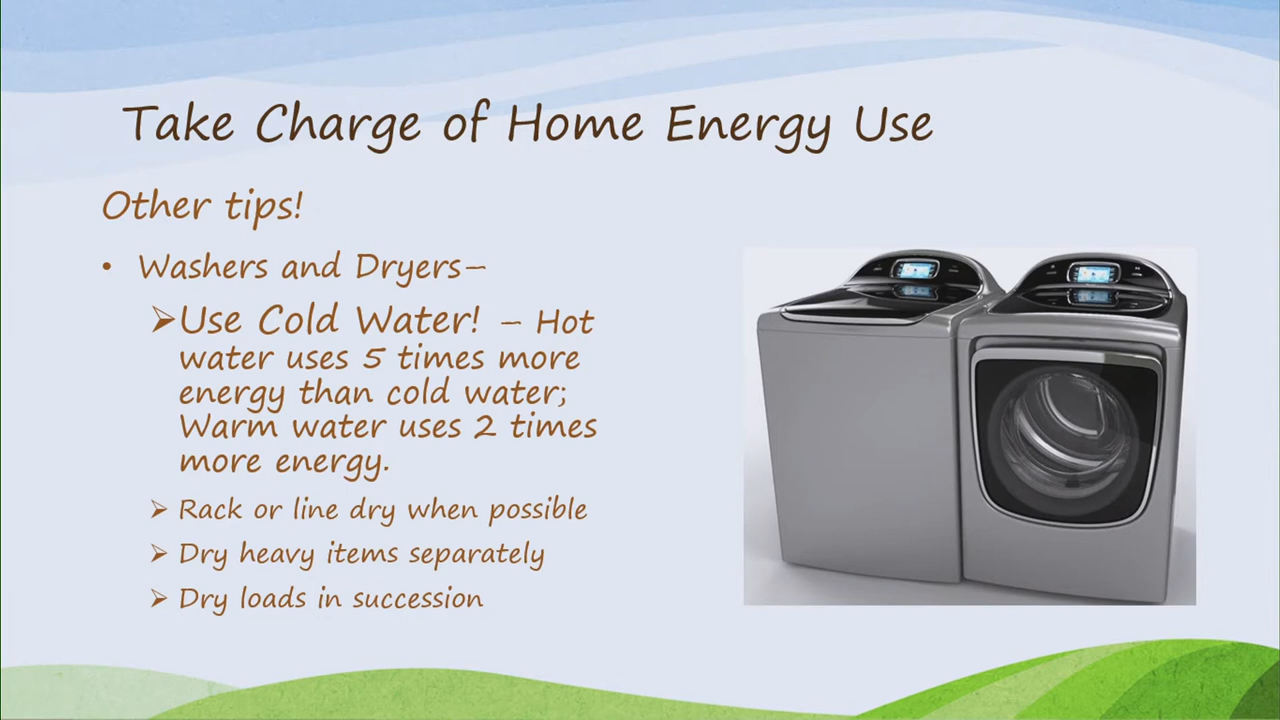 Take Charge of Home Energy Use
Other tips!
• Washers and Dryers–
➢Use Cold Water! – Hot
water uses 5 times more
energy than cold water;
Warm water uses 2 times
more energy.
➢ Rack or line dry when possible
➢ Dry heavy items separately
➢ Dry loads in succession